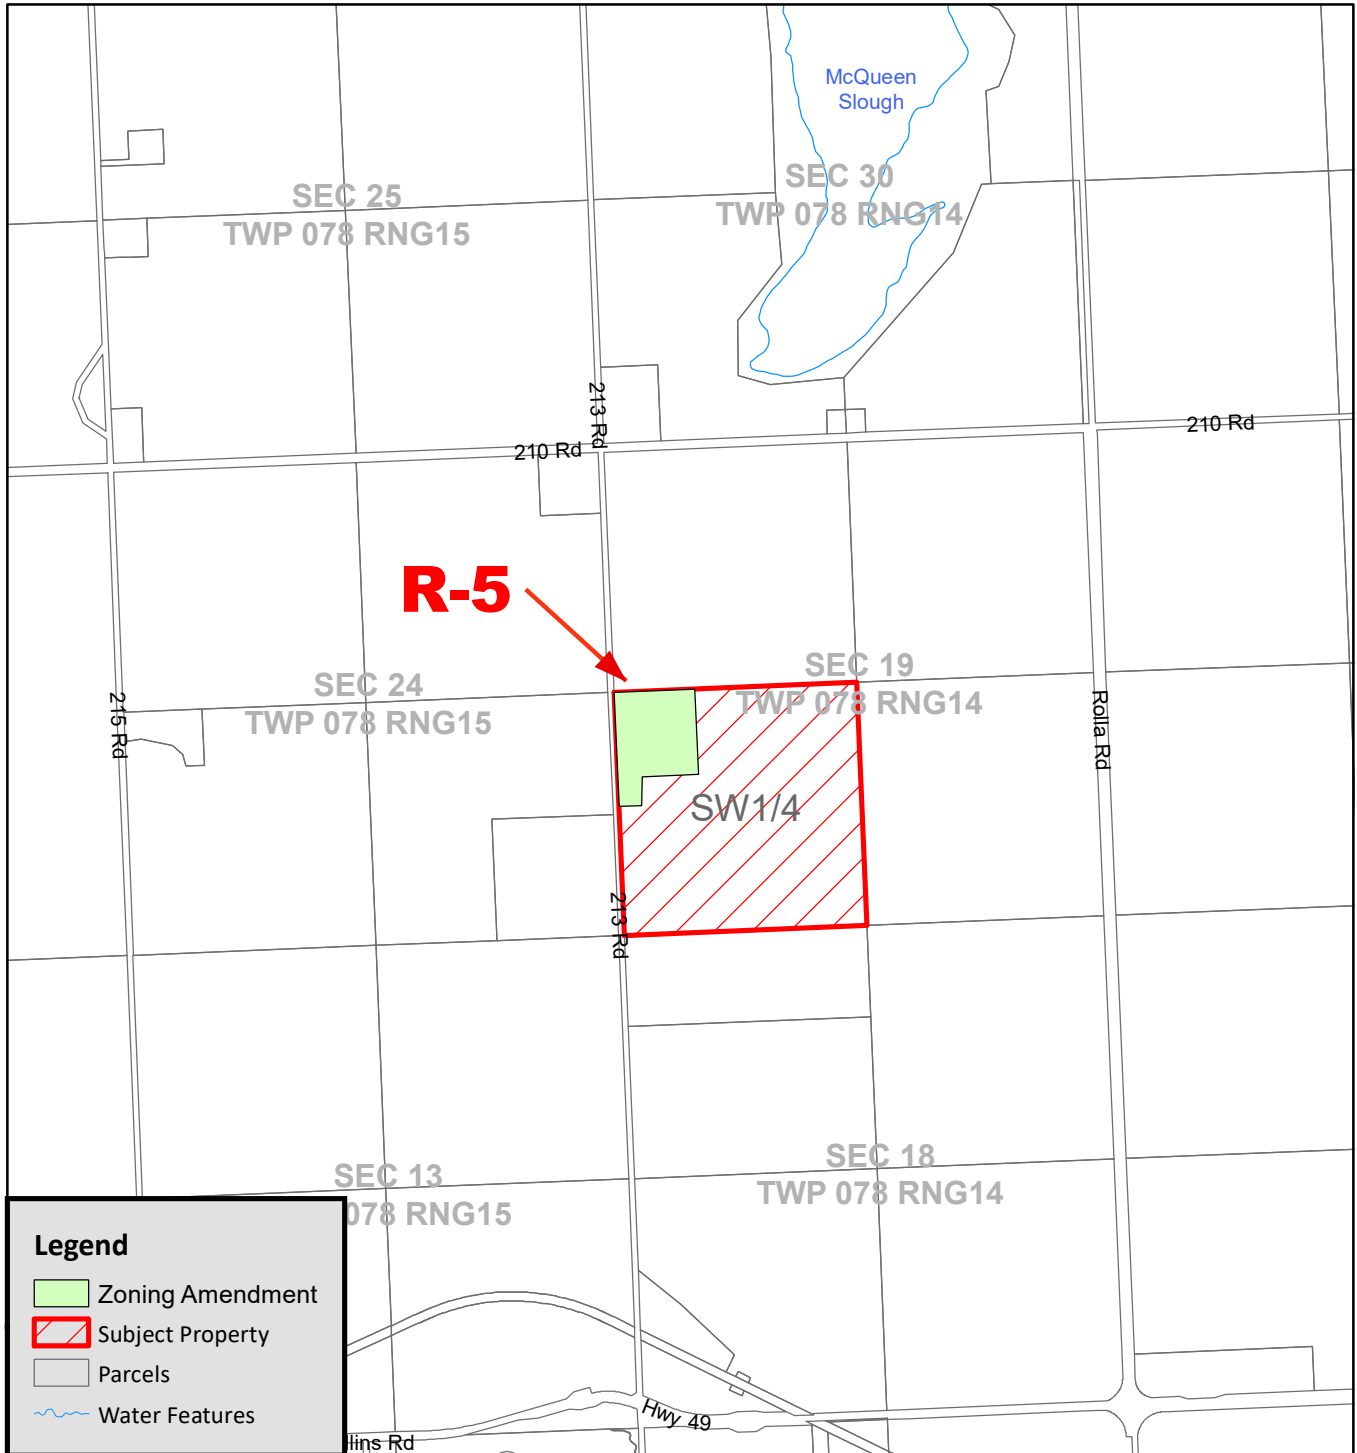 McQueen
Slough
SEC 25
TWP 078 RNG15
SEC 30
TWP 078 RNG14
213 Rd
210 Rd
210 Rd
R-5
SEC 24
TWP 078 RNG15
SEC 19
TWP 078 RNG14
215 Rd
Rolla Rd
SW1/4
213 Rd
SEC 13
078 RNG15
SEC 18
TWP 078 RNG14
Legend
Zoning Amendment
Subject Property
Parcels
Water Features
Hwy 49
llins Rd